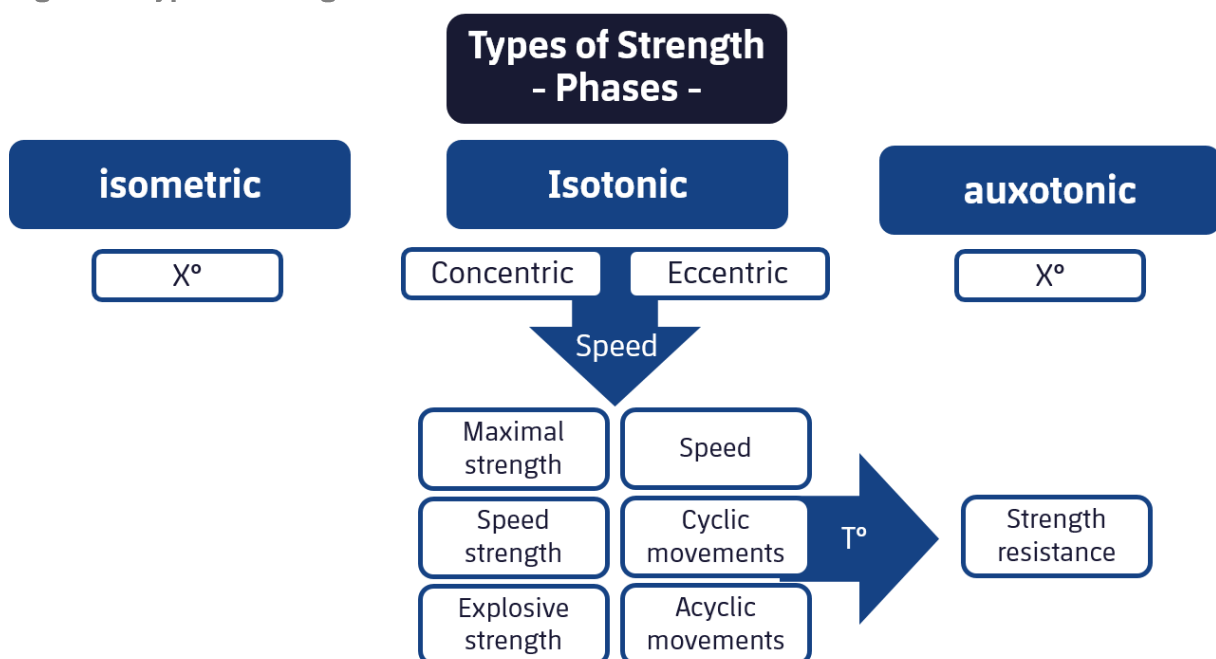 Types of Strength
- Phases -
isometric
Isotonic
auxotonic
X°
Concentric
Eccentric
X°
Speed
Maximal
strength
Speed
Speed
strength
Cyclic
movements
T°
Strength
resistance
Explosive
strength
Acyclic
movements